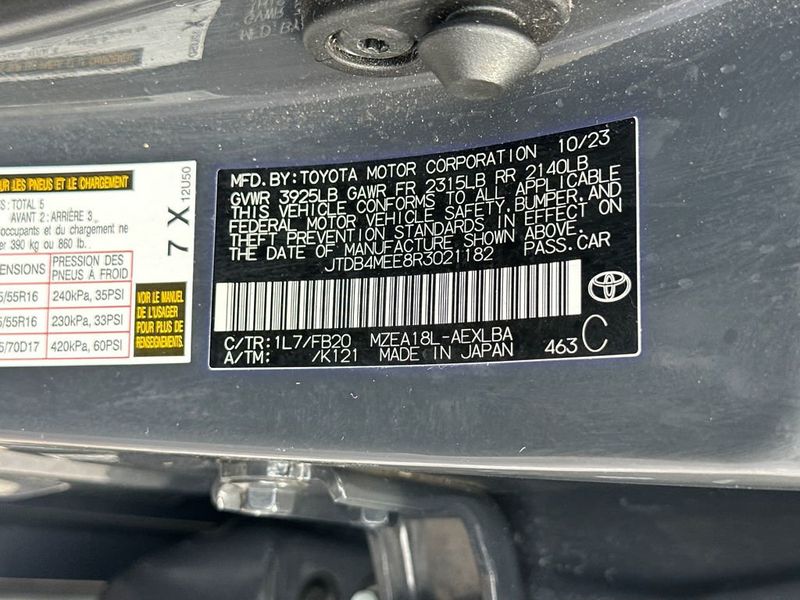 R LES PNEUS ET LE CHARGEMENT
: TOTAL 5
AVANT 2 : ARRIÈRE 3
occupants et du chargement ne
er 390 kg ou 860 lb.
ENSIONS
PRESSION DES PNEUS À FROID
/55R16 240kPa, 35PSI
/55R16 230kPa, 33PSI
/70D17 420kPa, 60PSI
VOIR LE MANUEL
DE L'USAGER
POUR PLUS DE
RENSEIGNEMENTS
7 X
12U50
MFD.BY:TOYOTA MOTOR CORPORATION 10/23
GVWR 3925LB GAWR FR 2315LB RR 2140LB
THIS VEHICLE CONFORMS TO ALL APPLICABLE
FEDERAL MOTOR VEHICLE SAFETY,BUMPER,AND
THEFT PREVENTION STANDARDS IN EFFECT ON
THE DATE OF MANUFACTURE SHOWN ABOVE.
JTDB4MEE8R3021182 PASS.CAR
C/TR:1L7/FB20 MZEA18L-AEXLBA
A/TM: /K121 MADE IN JAPAN 463 C